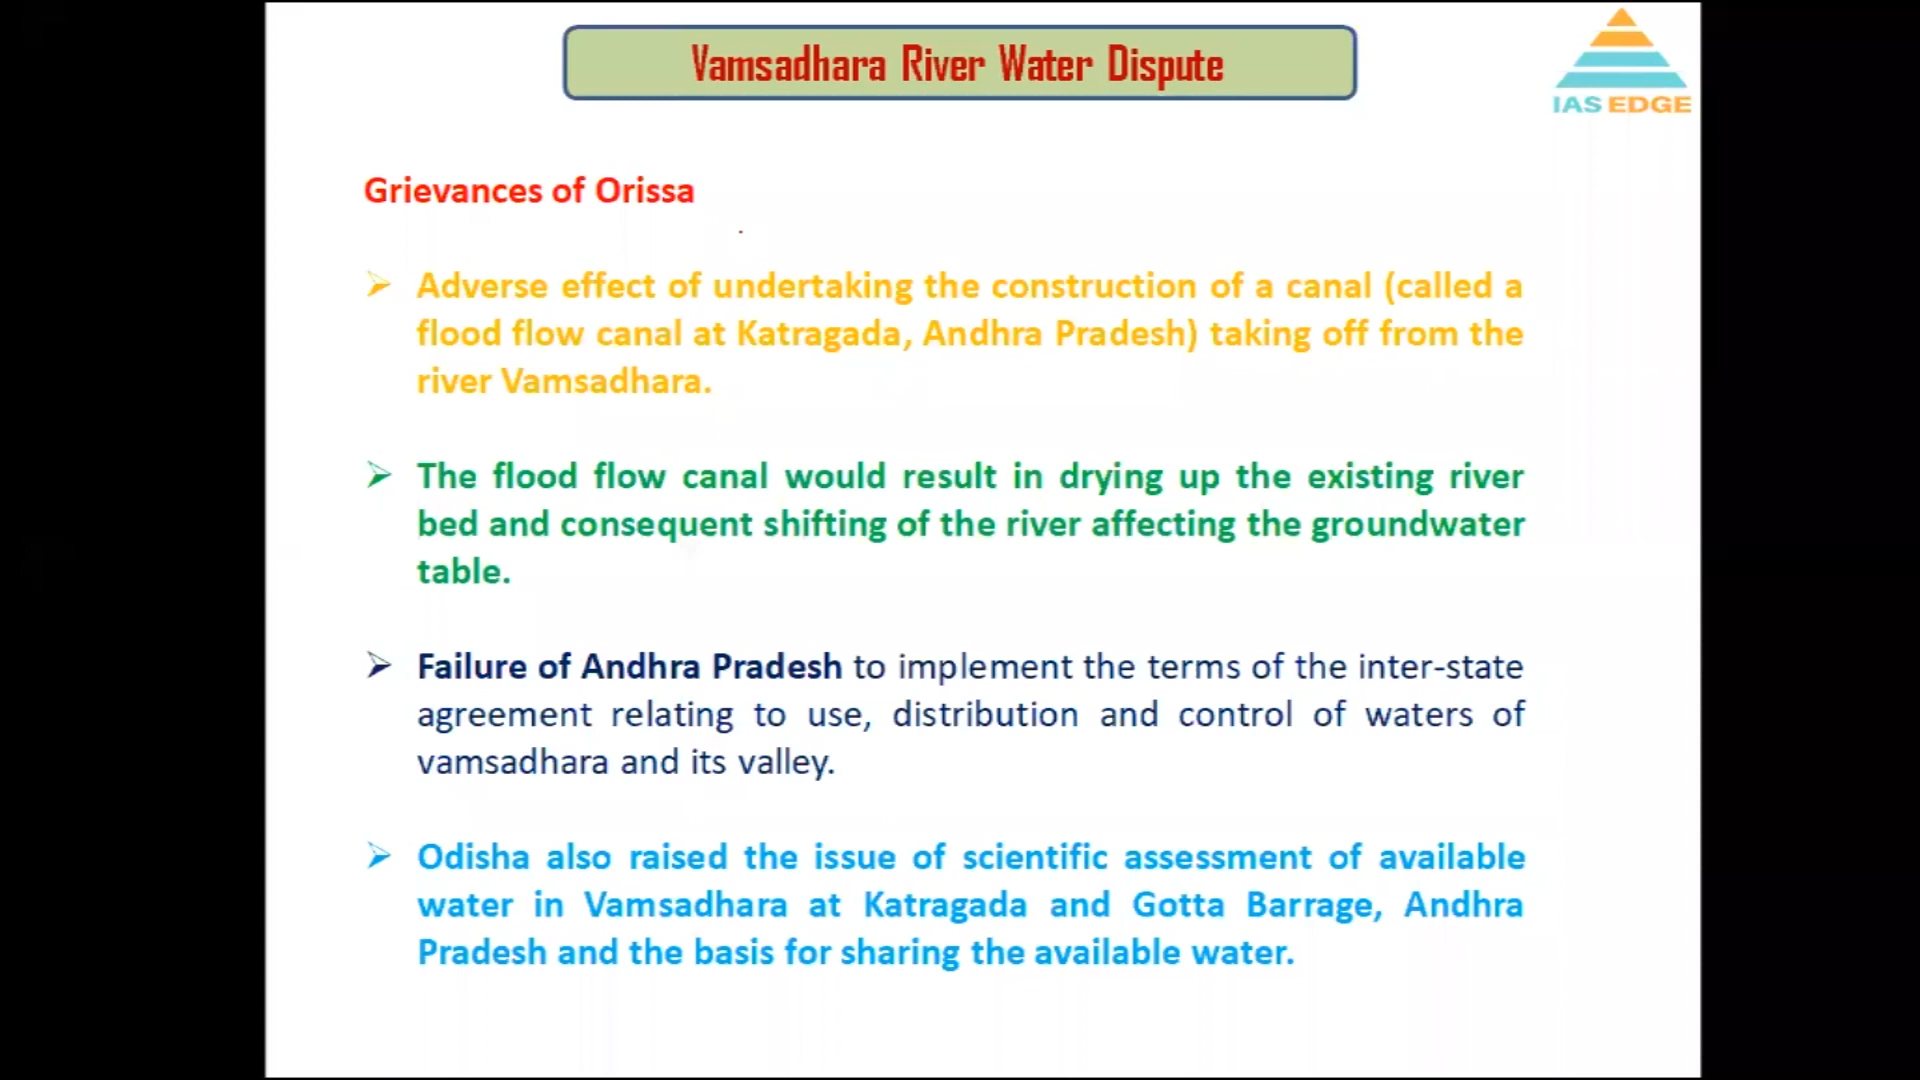 Vamsadhara River Water Dispute
IAS EDGE
Grievances of Orissa
Adverse effect of undertaking the construction of a canal (called a
flood flow canal at Katragada, Andhra Pradesh) taking off from the
river Vamsadhara.
The flood flow canal would result in drying up the existing river
bed and consequent shifting of the river affecting the groundwater
table.
Failure of Andhra Pradesh to implement the terms of the inter-state
agreement relating to use, distribution and control of waters of
vamsadhara and its valley.
Odisha also raised the issue of scientific assessment of available
water in Vamsadhara at Katragada and Gotta Barrage, Andhra
Pradesh and the basis for sharing the available water.